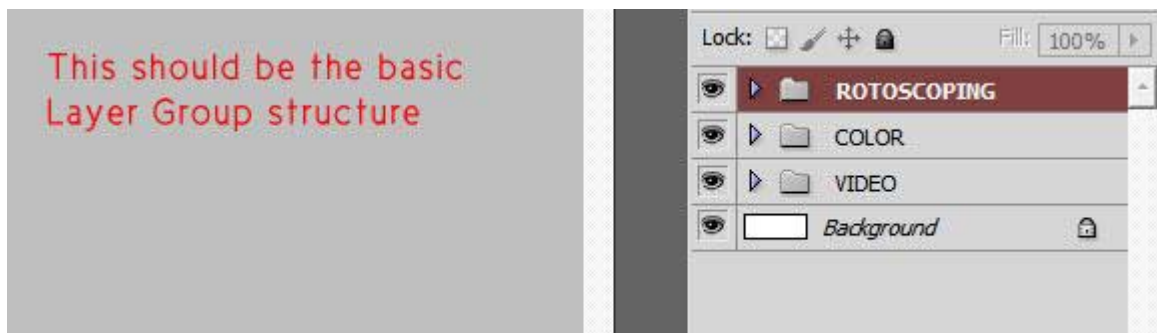 This should be the basic
Layer Group structure
Lock: Fill: 100%
ROTOSCOPING
COLOR
VIDEO
Background